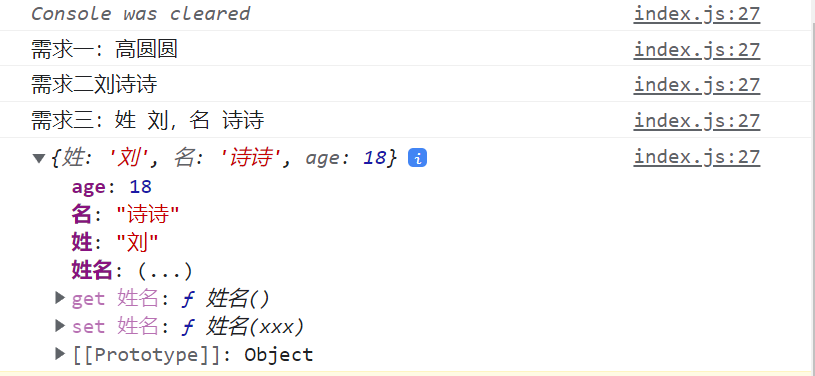 Console was cleared index.js:27
需求一：高圆圆 index.js:27
需求二刘诗诗 index.js:27
需求三：姓 刘，名 诗诗 index.js:27
{姓: '刘', 名: '诗诗', age: 18} i index.js:27
age: 18
名: "诗诗"
姓: "刘"
姓名: (...)
get 姓名: ƒ 姓名()
set 姓名: ƒ 姓名(xxx)
[[Prototype]]: Object